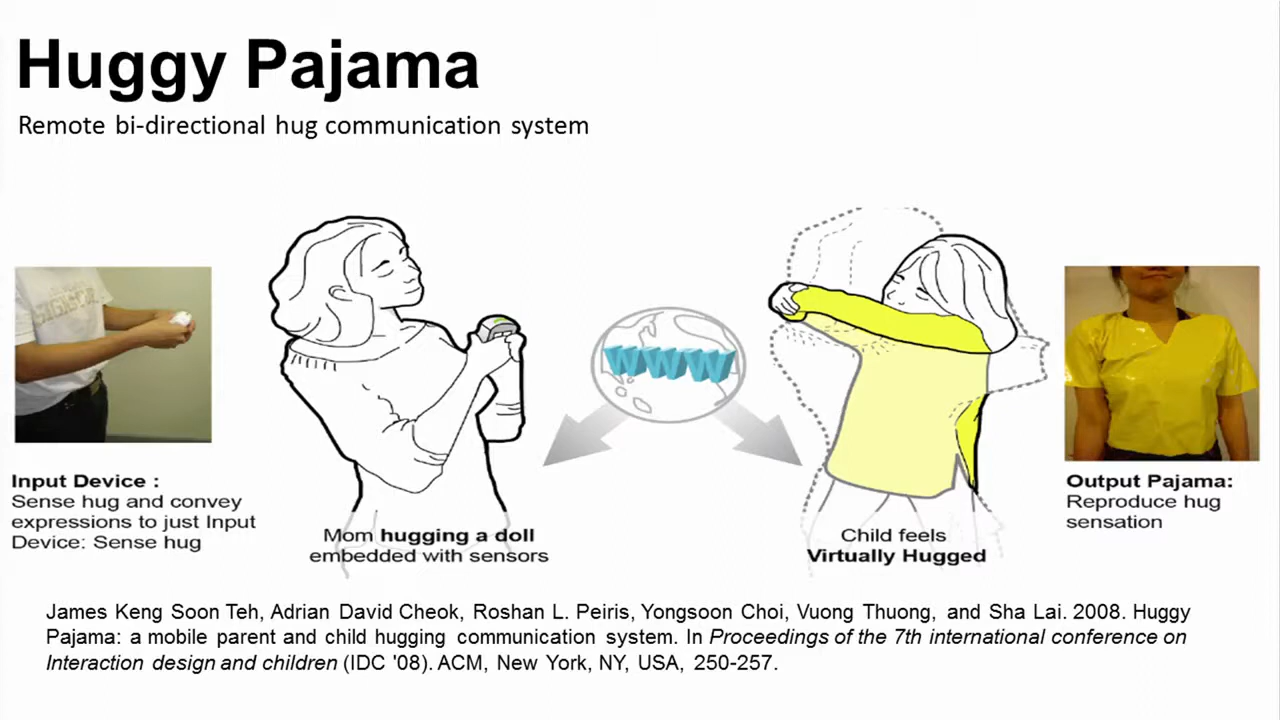 Huggy Pajama
Remote bi-directional hug communication system
WWW
Input Device :
Sense hug and convey
expressions to just Input
Device: Sense hug
Mom hugging a doll
embedded with sensors
Child feels
Virtually Hugged
Output Pajama:
Reproduce hug
sensation
James Keng Soon Teh, Adrian David Cheok, Roshan L. Peiris, Yongsoon Choi, Vuong Thuong, and Sha Lai. 2008. Huggy
Pajama: a mobile parent and child hugging communication system. In Proceedings of the 7th international conference on
Interaction design and children (IDC '08). ACM, New York, NY, USA, 250-257.